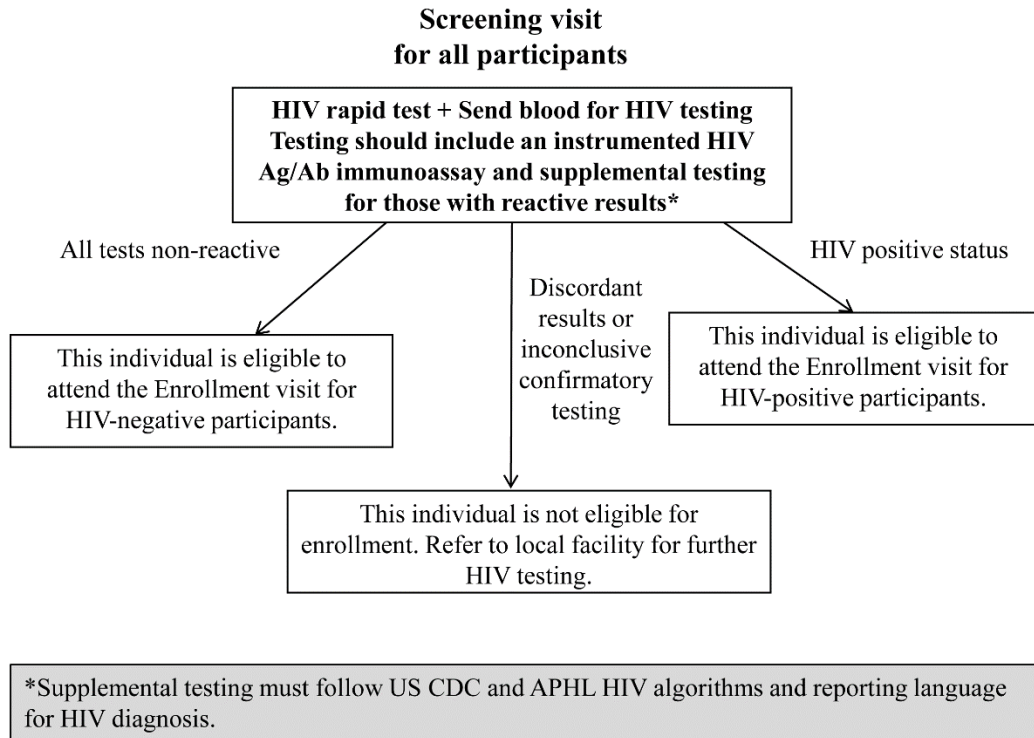 Screening visit
for all participants
HIV rapid test + Send blood for HIV testing
Testing should include an instrumented HIV
Ag/Ab immunoassay and supplemental testing
for those with reactive results*
All tests non-reactive
HIV positive status
Discordant
results or
inconclusive
confirmatory
testing
This individual is eligible to
attend the Enrollment visit for
HIV-negative participants.
This individual is eligible to
attend the Enrollment visit for
HIV-positive participants.
This individual is not eligible for
enrollment. Refer to local facility for further
HIV testing.
*Supplemental testing must follow US CDC and APHL HIV algorithms and reporting language
for HIV diagnosis.